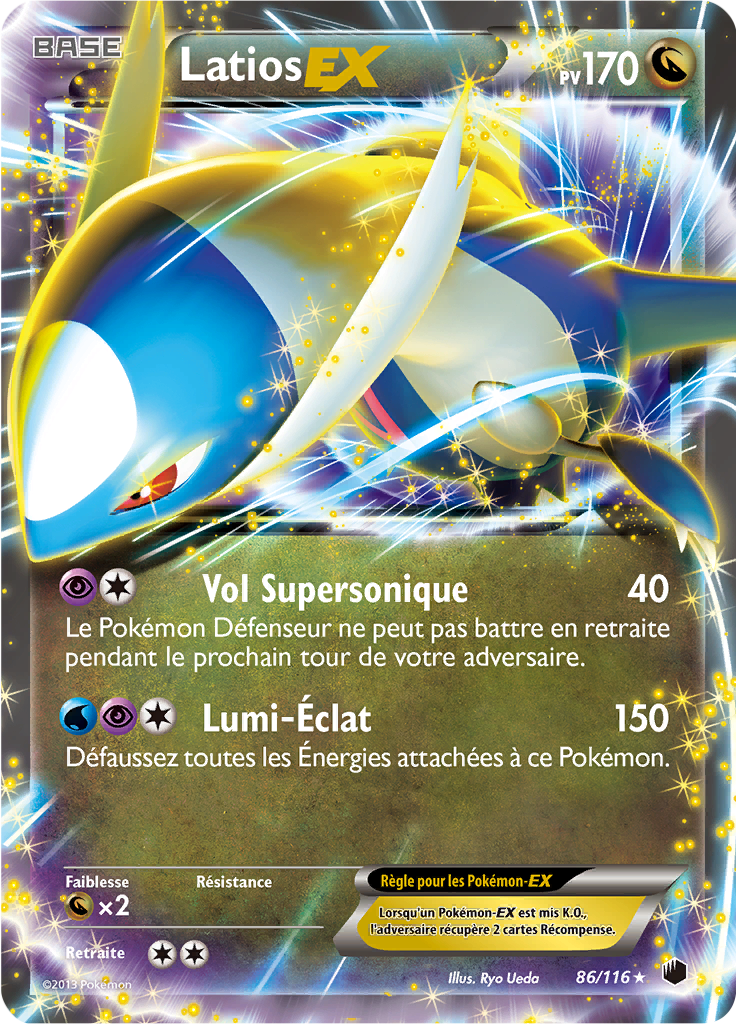 BASE
Latios EX PV170
Vol Supersonique 40
Le Pokémon Défenseur ne peut pas battre en retraite
pendant le prochain tour de votre adversaire.
Lumi-Éclat 150
Défaussez toutes les Énergies attachées à ce Pokémon.
Faiblesse Résistance
×2
Retraite
Règle pour les Pokémon-EX
Lorsqu'un Pokémon-EX est mis K.O.,
l'adversaire récupère 2 cartes Récompense.
©2013 Pokémon Illus. Ryo Ueda 86/116 ★